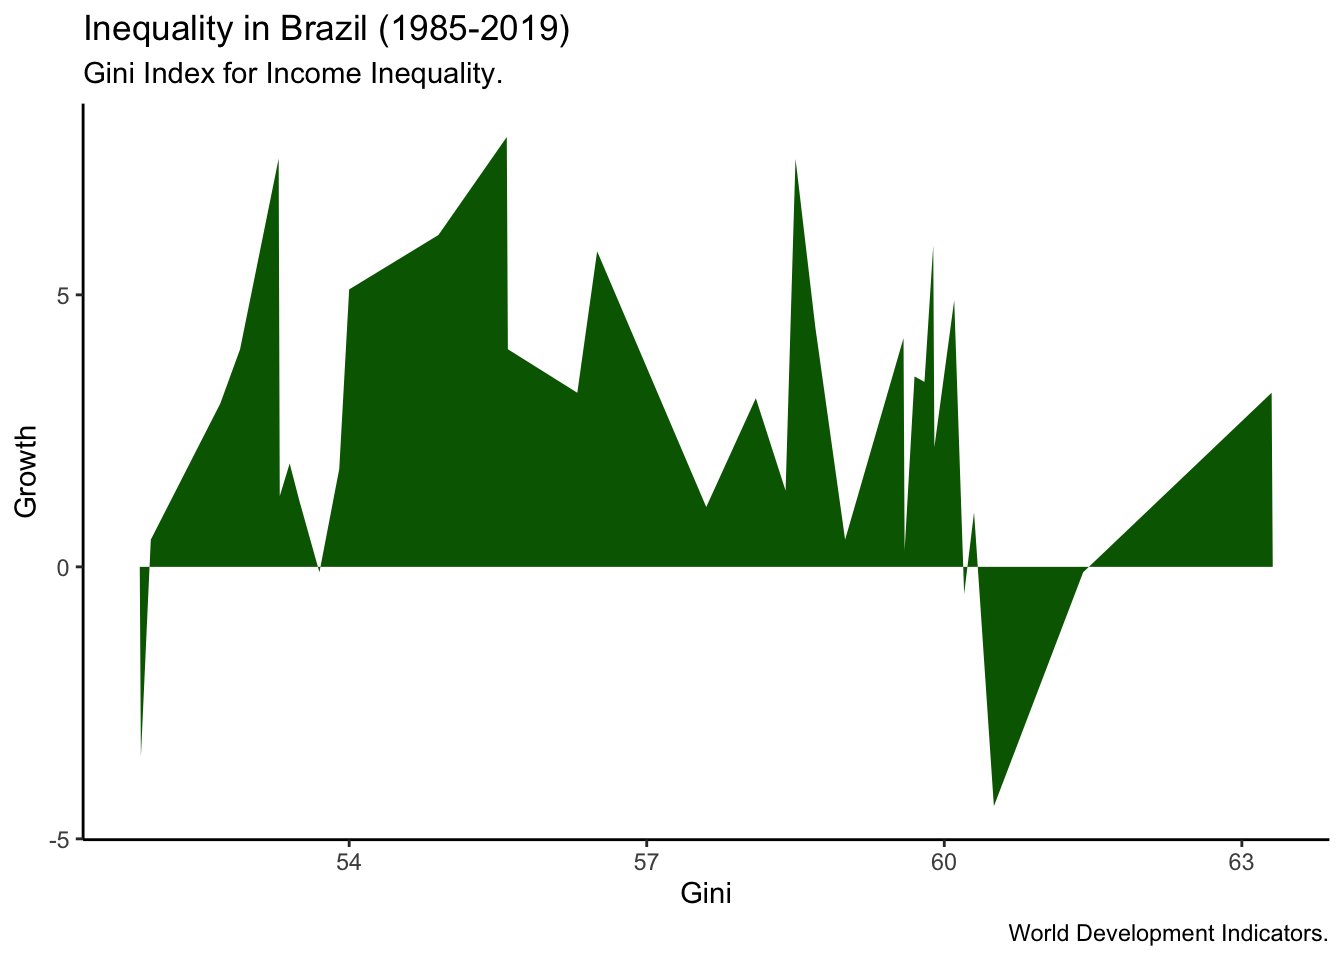 Inequality in Brazil (1985-2019)
Gini Index for Income Inequality.
5
0
-5
Growth
54 57 60 63
Gini
World Development Indicators.